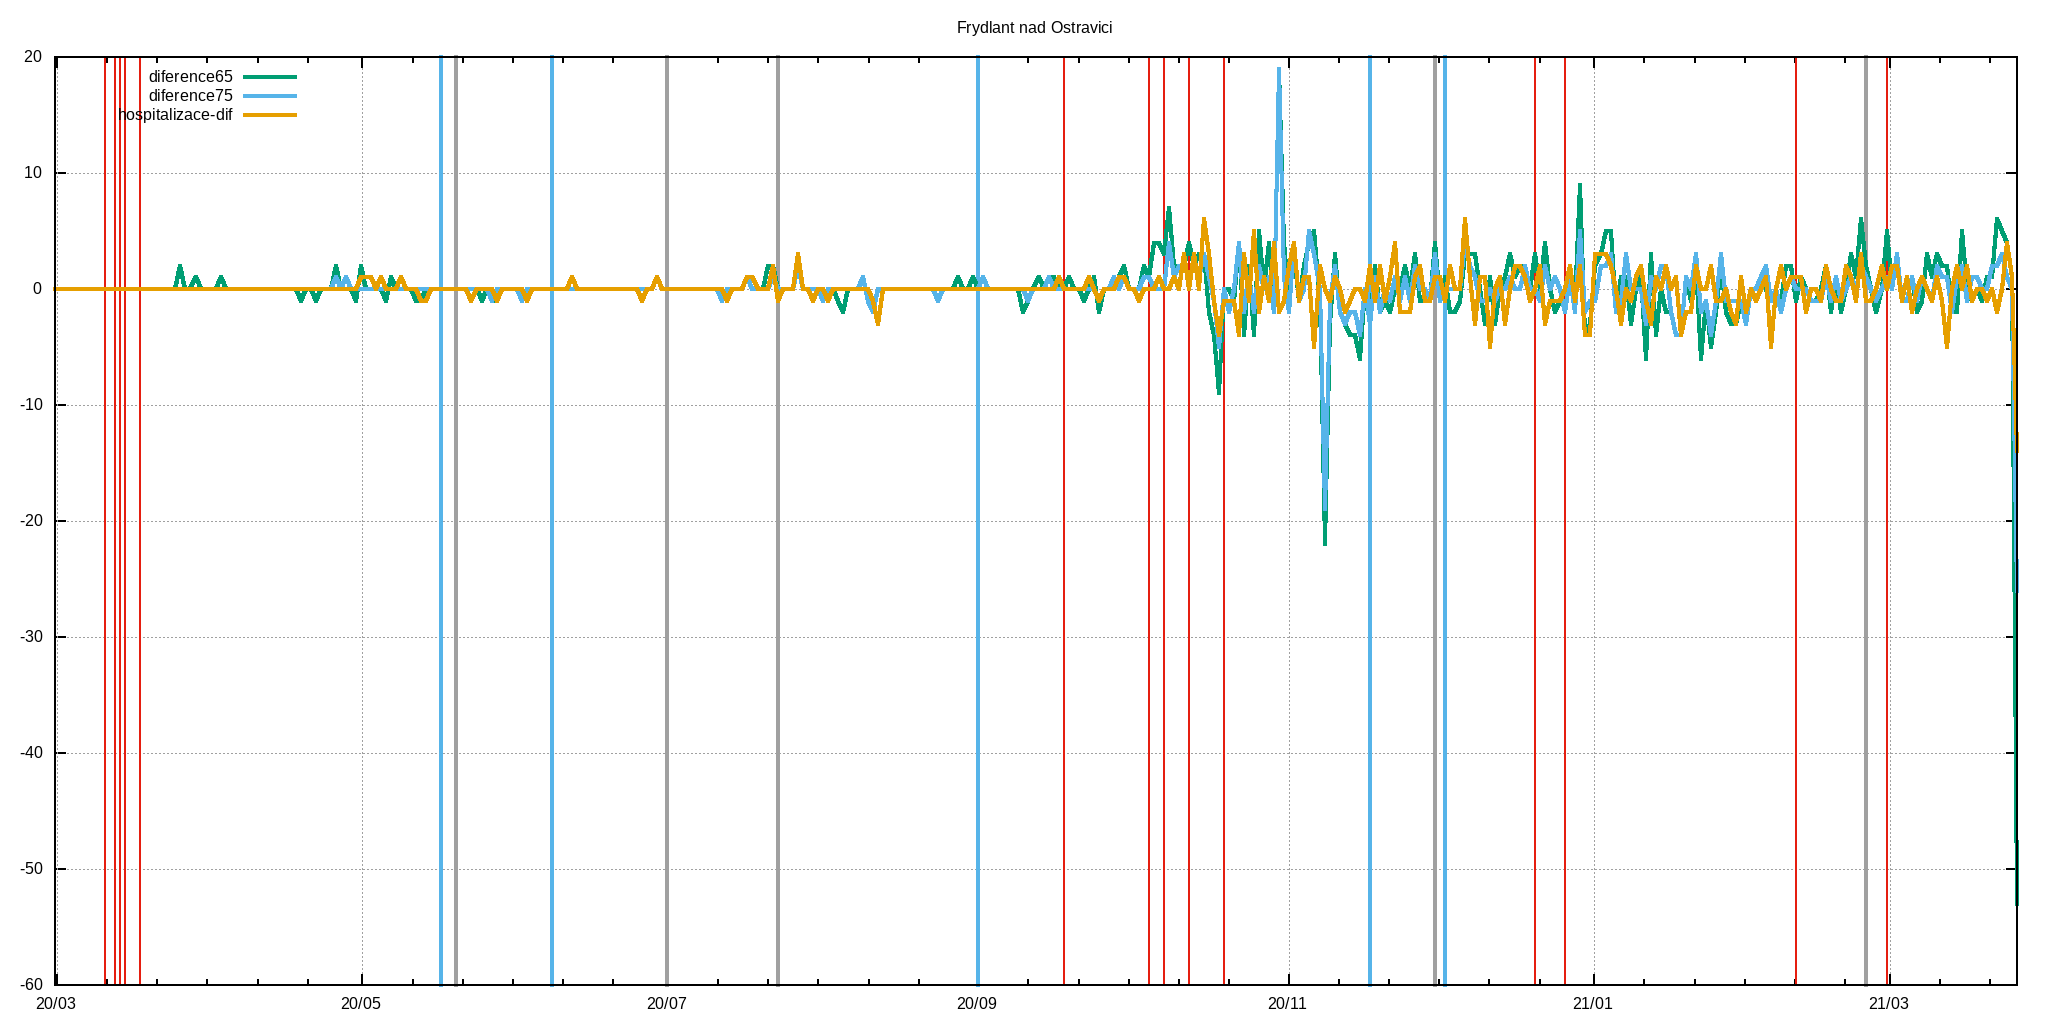 Frydlant nad Ostravici
20
diference65
diference75
hospitalizace-dif
10
0
-10
-20
-30
-40
-50
-60
20/03 20/05 20/07 20/09 20/11 21/01 21/03